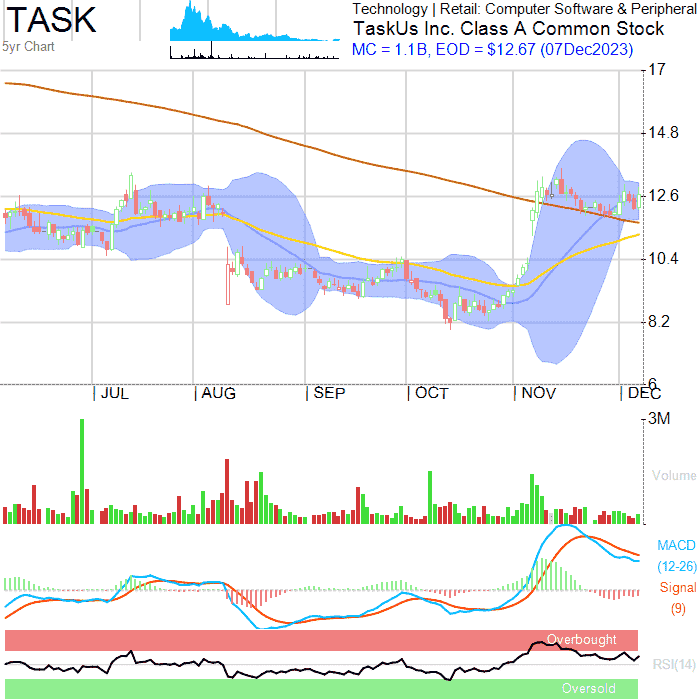 TASK
5yr Chart
Technology | Retail: Computer Software & Peripheral
TaskUs Inc. Class A Common Stock
MC = 1.1B, EOD = $12.67 (07Dec2023)
17
14.8
12.6
10.4
8.2
6
JUL AUG SEP OCT NOV DEC
3M
Volume
MACD
(12-26)
Signal
(9)
Overbought
RSI(14)
Oversold